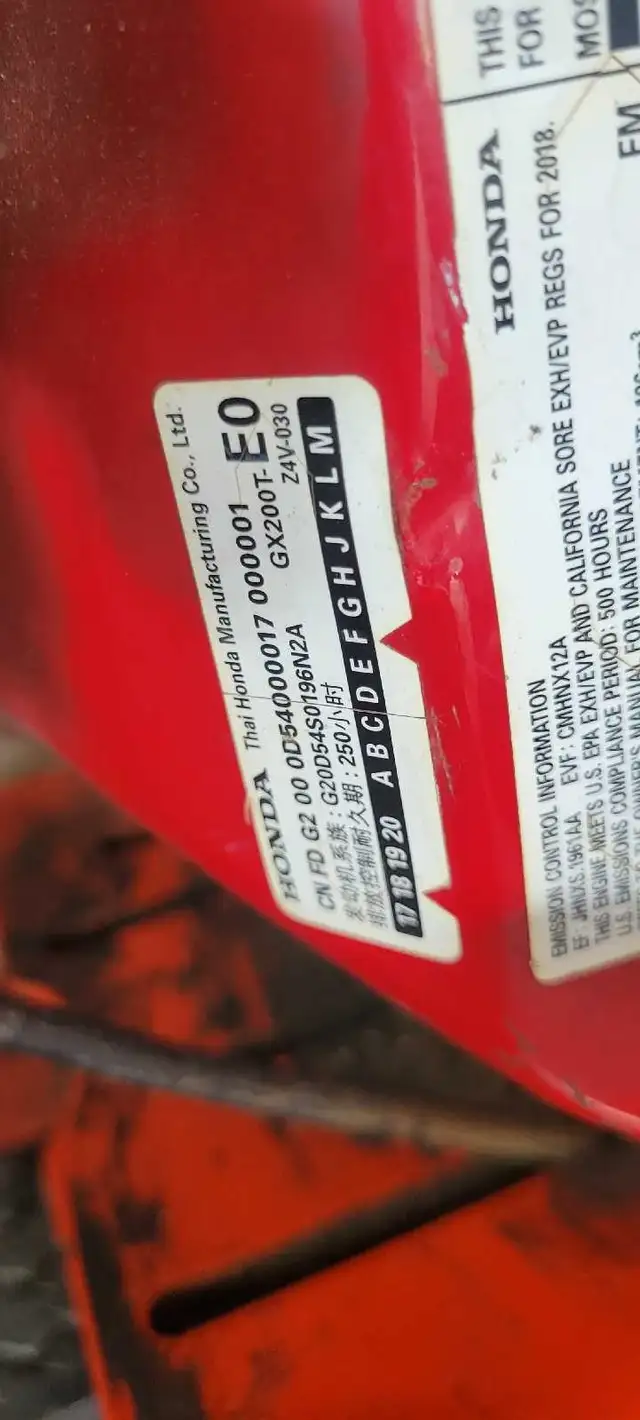 HONDA Thai Honda Manufacturing Co., Ltd.
CN FD G2 00 0D54000017 000001
GX200T- E0
发动机系族：G20D54S0196N2A
Z4V-030
排放控制耐久期：250小时
17 18 19 20 A B C D E F G H J K L M
THIS
FOR
MOS
HONDA
EMISSION CONTROL INFORMATION
EVF: CMHNX12A
THIS ENGINE MEETS U.S. EPA EXH/EVP AND CALIFORNIA SORE EXH/EVP REGS FOR 2018.
U.S. EMISSIONS COMPLIANCE PERIOD: 500 HOURS
MANUAL FOR MAINTENANCE
EM